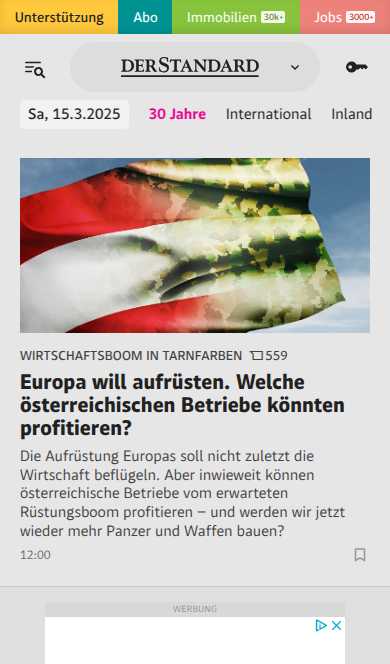 Unterstützung Abo Immobilien 30k+ Jobs 3000+
DERSTANDARD
Sa, 15.3.2025 30 Jahre International Inland
WIRTSCHAFTSBOOM IN TARNFARBEN 559
Europa will aufrüsten. Welche
österreichischen Betriebe könnten
profitieren?
Die Aufrüstung Europas soll nicht zuletzt die
Wirtschaft beflügeln. Aber inwieweit können
österreichische Betriebe vom erwarteten
Rüstungsboom profitieren – und werden wir jetzt
wieder mehr Panzer und Waffen bauen?
12:00
WERBUNG